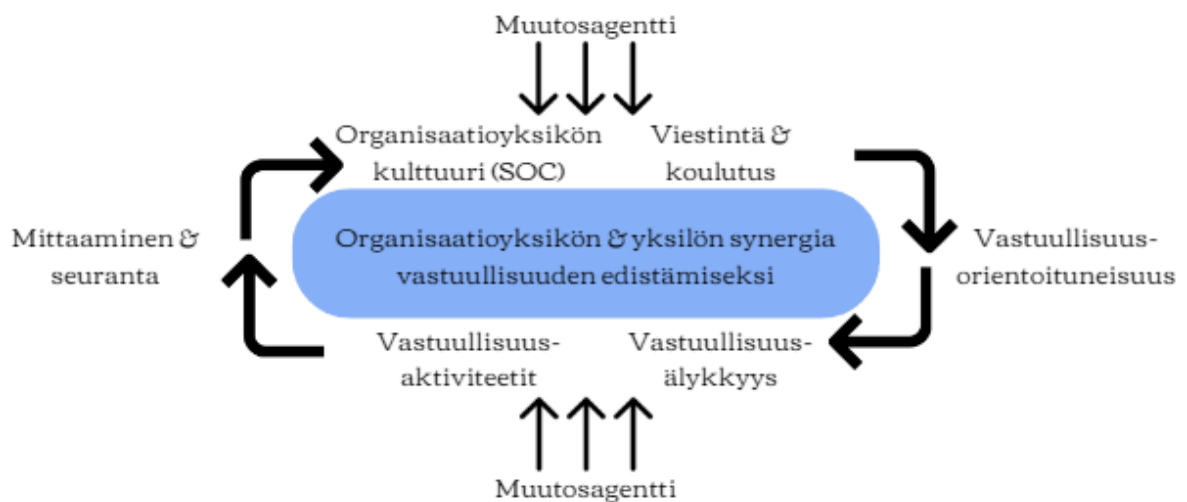 Muutosagentti
Organisaatioyksikön
kulttuuri (SOC)
Viestintä &
koulutus
Mittaaminen &
seuranta
Organisaatioyksikön & yksilön synergia
vastuullisuuden edistämiseksi
Vastuullisuus-
orientoituneisuus
Vastuullisuus-
aktiviteetit
Vastuullisuus-
älykkyys
Muutosagentti